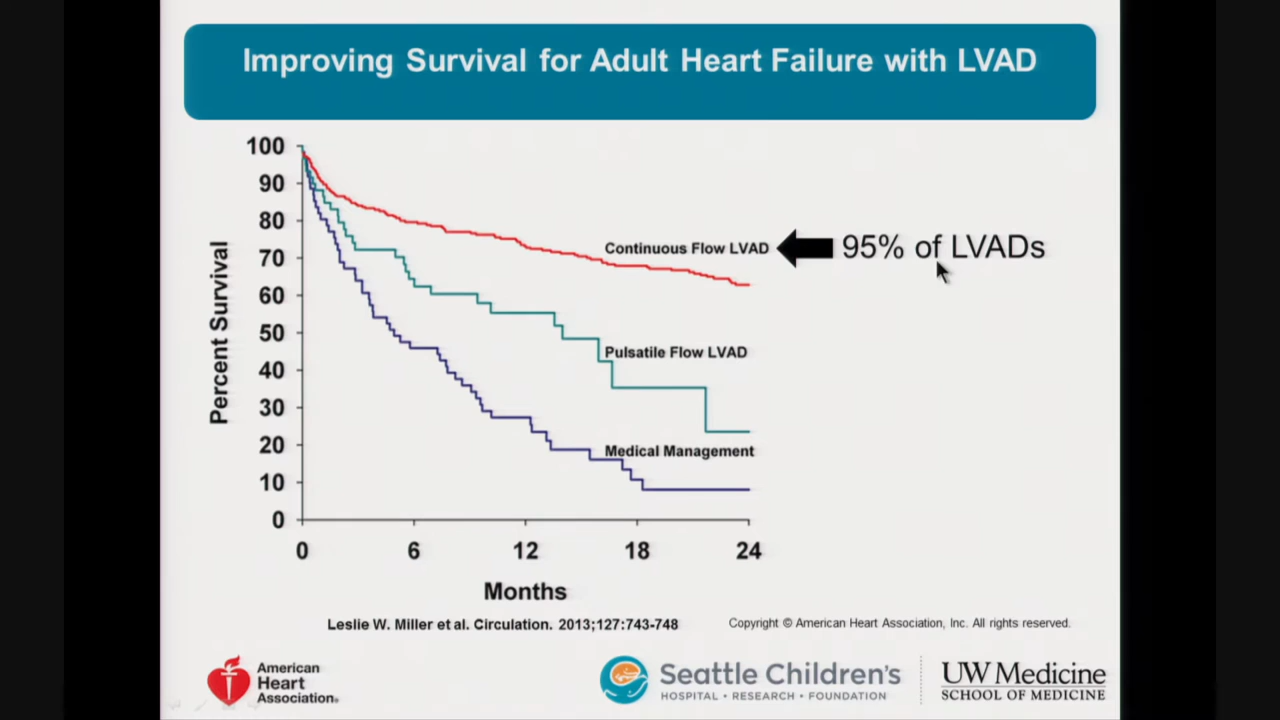 Improving Survival for Adult Heart Failure with LVAD
100
90
80
70
60
50
40
30
20
10
0
Percent Survival
Continuous Flow LVAD
95% of LVADs
Pulsatile Flow LVAD
Medical Management
0 6 12 18 24
Months
Leslie W. Miller et al. Circulation. 2013;127:743-748
Copyright © American Heart Association, Inc. All rights reserved.
American
Heart
Association®
Seattle Children's
HOSPITAL • RESEARCH • FOUNDATION
UW Medicine
SCHOOL OF MEDICINE